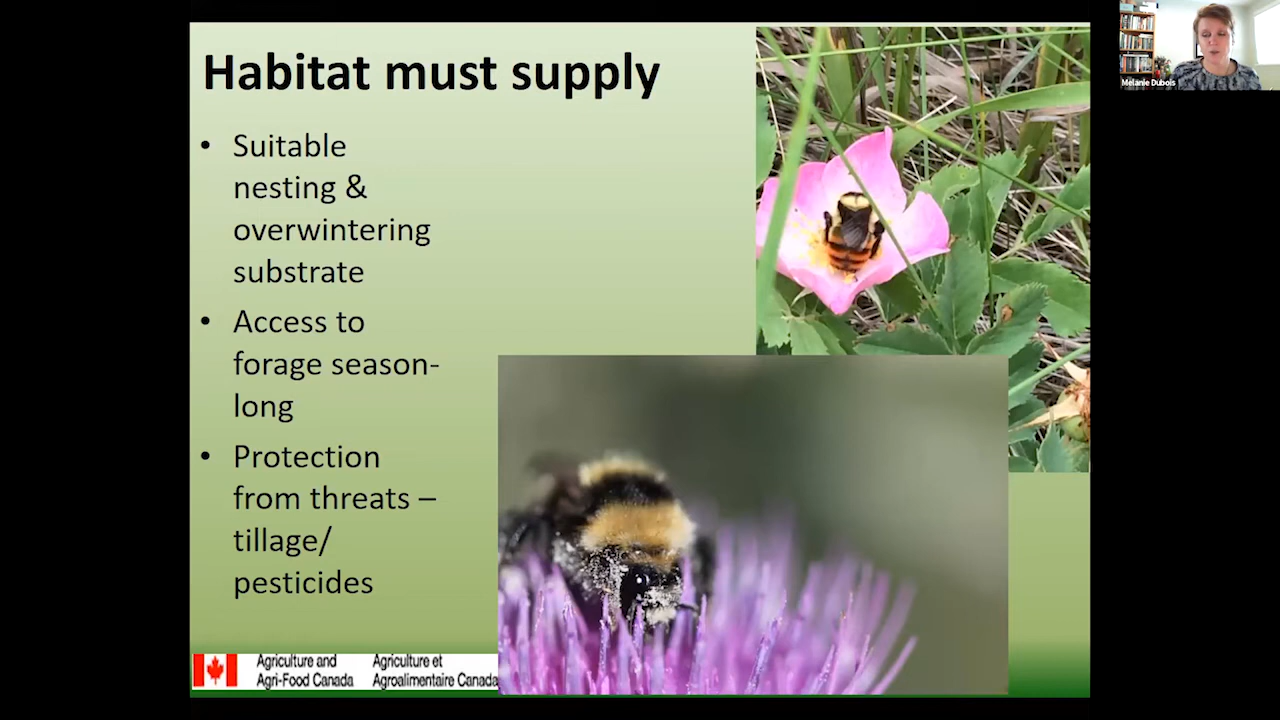 Habitat must supply
• Suitable
nesting &
overwintering
substrate
• Access to
forage season-
long
• Protection
from threats –
tillage/
pesticides
Agriculture and
Agri-Food Canada
Agriculture et
Agroalimentaire Canada
Melanie Dubois